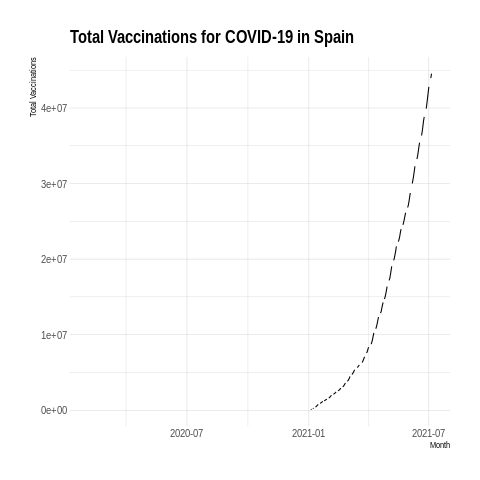 Total Vaccinations for COVID-19 in Spain
Total Vaccinations
4e+07
3e+07
2e+07
1e+07
0e+00
2020-07
2021-01
2021-07
Month